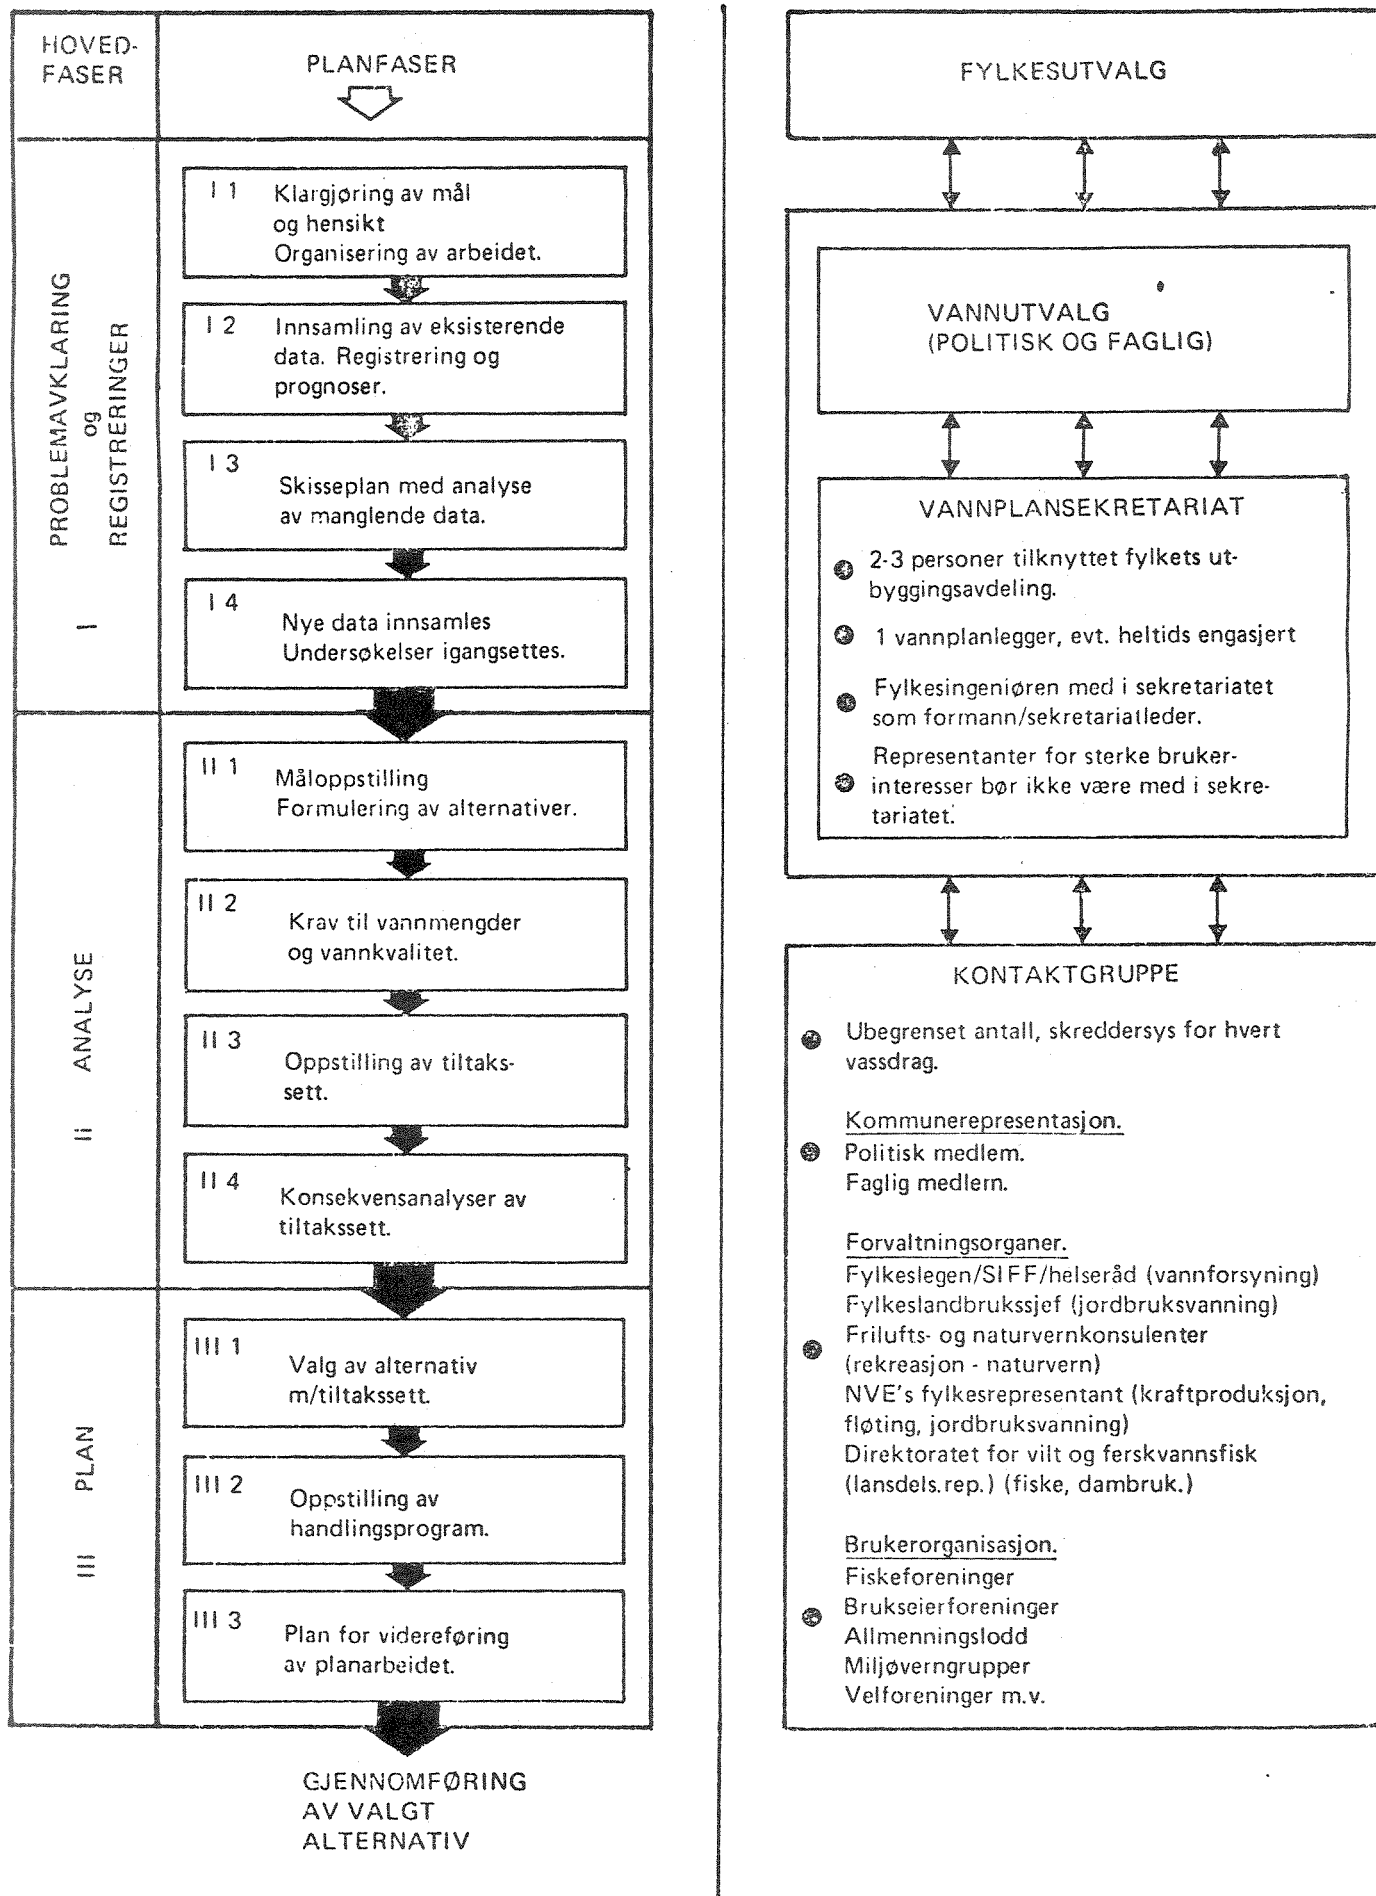 HOVED-
FASER
PLANFASER
PROBLEMAVKLARING
og
REGISTRERINGER
I
I 1 Klargjøring av mål
og hensikt
Organisering av arbeidet.
I 2 Innsamling av eksisterende
data. Registrering og
prognoser.
I 3
Skisseplan med analyse
av manglende data.
I 4
Nye data innsamles
Undersøkelser igangsettes.
II ANALYSE
II 1
Måloppstilling
Formulering av alternativer.
II 2
Krav til vannmengder
og vannkvalitet.
II 3
Oppstilling av tiltaks-
sett.
II 4
Konsekvensanalyser av
tiltakssett.
III PLAN
III 1
Valg av alternativ
m/tiltakssett.
III 2
Oppstilling av
handlingsprogram.
III 3
Plan for videreføring
av planarbeidet.
GJENNOMFØRING
AV VALGT
ALTERNATIV
FYLKESUTVALG
VANNUTVALG
(POLITISK OG FAGLIG)
VANNPLANSEKRETARIAT
2-3 personer tilknyttet fylkets ut-
byggingsavdeling.
1 vannplanlegger, evt. heltids engasjert
Fylkesingeniøren med i sekretariatet
som formann/sekretariatleder.
Representanter for sterke bruker-
interesser bør ikke være med i sekre-
tariatet.
KONTAKTGRUPPE
Ubegrenset antall, skreddersys for hvert
vassdrag.
Kommunerepresentasjon.
Politisk medlem.
Faglig medlem.
Forvaltningsorganer.
Fylkeslegen/SIFF/helseråd (vannforsyning)
Fylkeslandbrukssjef (jordbruksvanning)
Frilufts- og naturvernkonsulenter
(rekreasjon - naturvern)
NVE's fylkesrepresentant (kraftproduksjon,
fløting, jordbruksvanning)
Direktoratet for vilt og ferskvannsfisk
(lansdels.rep.) (fiske, dambruk.)
Brukerorganisasjon.
Fiskeforeninger
Brukseierforeninger
Allmenningslodd
Miljøverngrupper
Velforeninger m.v.